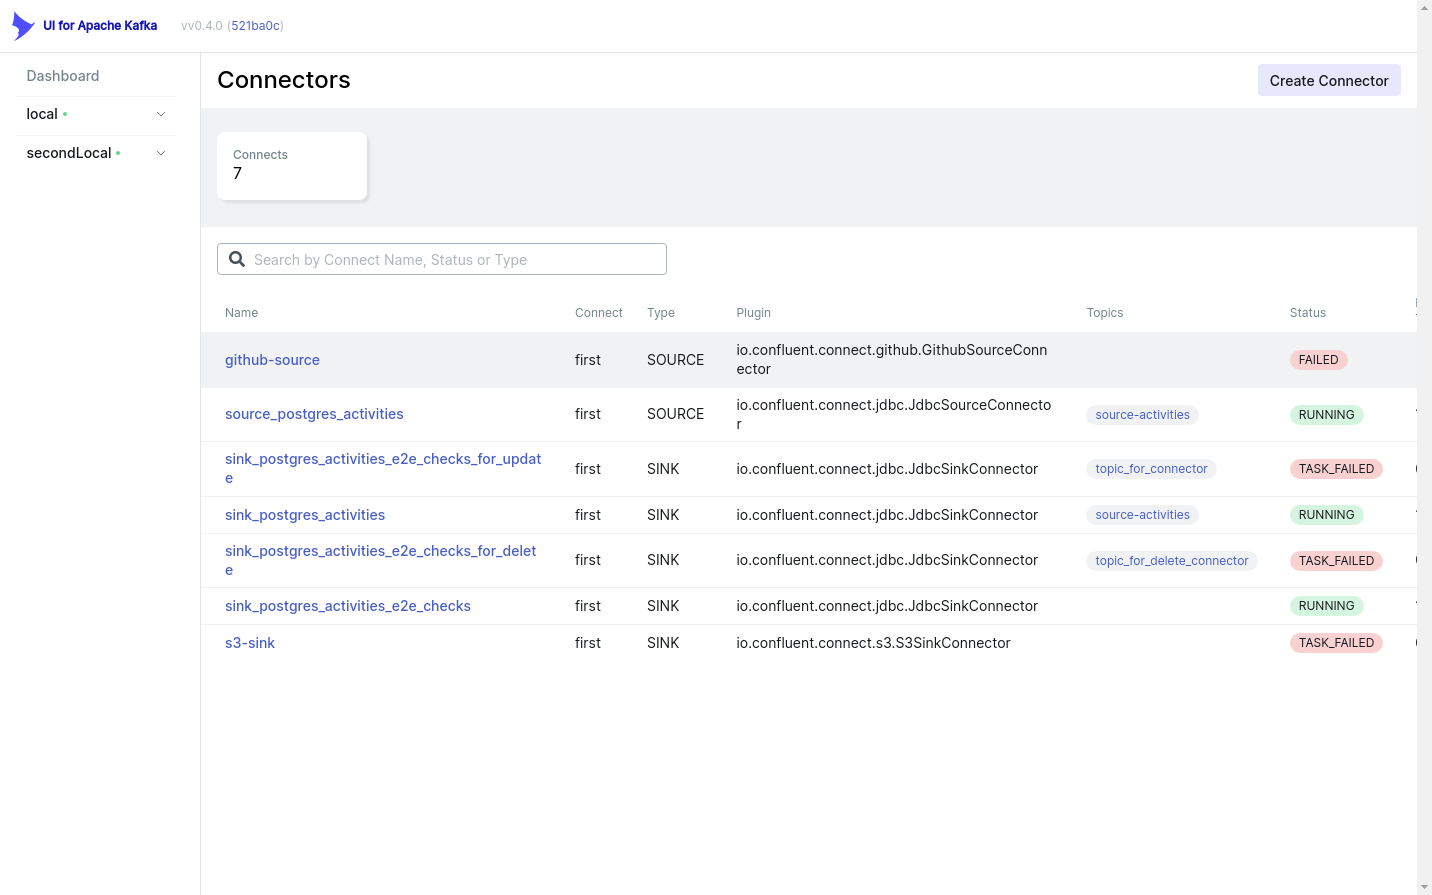 UI for Apache Kafka vv0.4.0 (521ba0c)
Dashboard
local
secondLocal
Connectors
Create Connector
Connects
7
Search by Connect Name, Status or Type
Name Connect Type Plugin Topics Status
github-source first SOURCE io.confluent.connect.github.GithubSourceConn
ector FAILED
source_postgres_activities first SOURCE io.confluent.connect.jdbc.JdbcSourceConnecto
r source-activities RUNNING
sink_postgres_activities_e2e_checks_for_updat
e first SINK io.confluent.connect.jdbc.JdbcSinkConnector topic_for_connector TASK_FAILED
sink_postgres_activities first SINK io.confluent.connect.jdbc.JdbcSinkConnector source-activities RUNNING
sink_postgres_activities_e2e_checks_for_delet
e first SINK io.confluent.connect.jdbc.JdbcSinkConnector topic_for_delete_connector TASK_FAILED
sink_postgres_activities_e2e_checks first SINK io.confluent.connect.jdbc.JdbcSinkConnector RUNNING
s3-sink first SINK io.confluent.connect.s3.S3SinkConnector TASK_FAILED